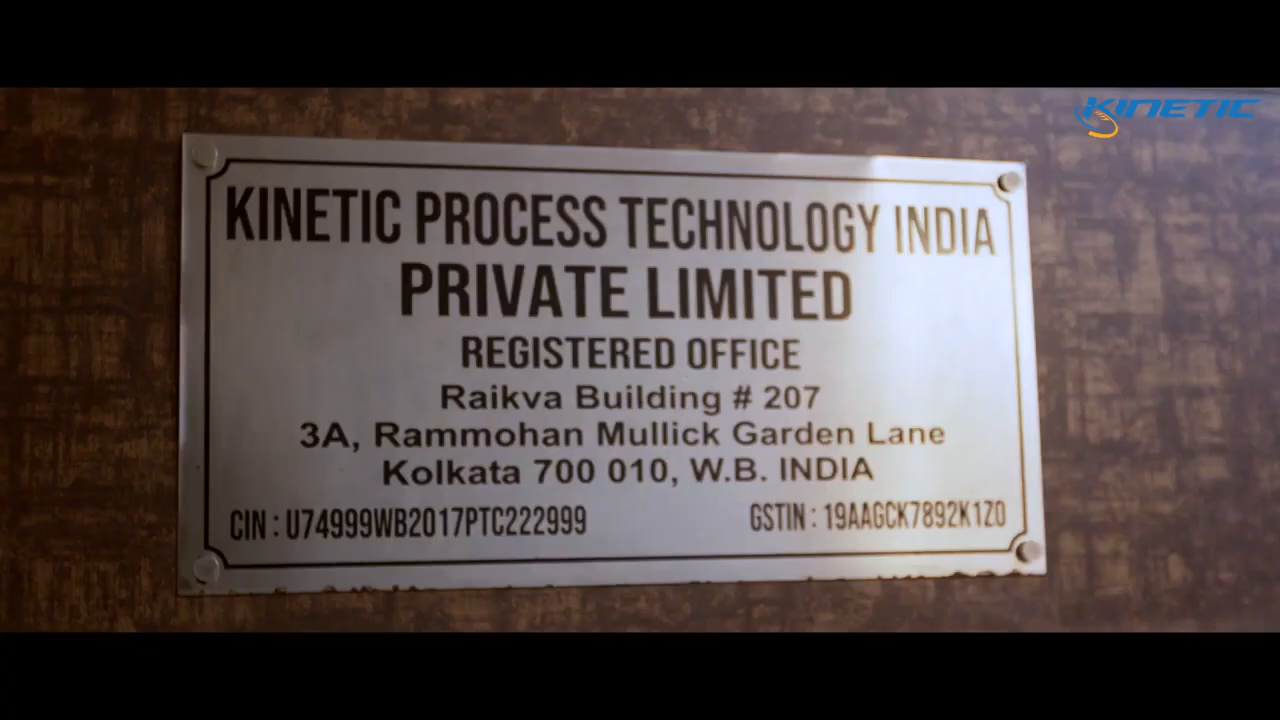 KINETIC
KINETIC PROCESS TECHNOLOGY INDIA
PRIVATE LIMITED
REGISTERED OFFICE
Raikva Building # 207
3A, Rammohan Mullick Garden Lane
Kolkata 700 010, W.B. INDIA
CIN : U74999WB2017PTC222999
GSTIN : 19AAGCK7892K1Z0